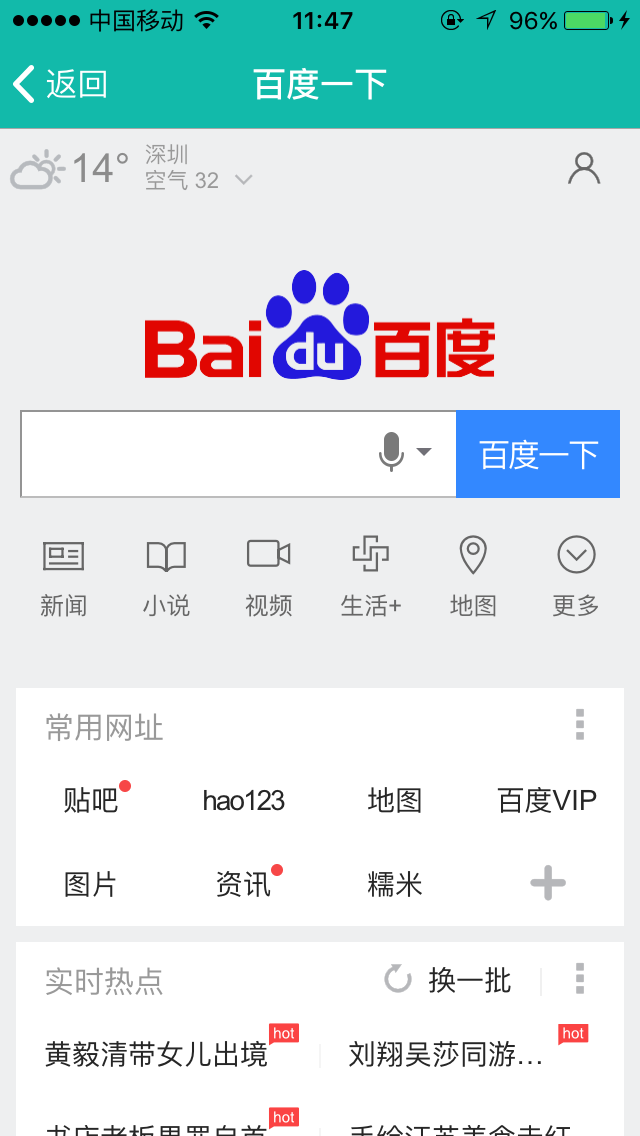 中国移动 11:47 96%
返回 百度一下
14° 深圳
空气 32
Bai du 百度
百度一下
新闻 小说 视频 生活+ 地图 更多
常用网址
贴吧 hao123 地图 百度VIP
图片 资讯 糯米
实时热点 换一批
黄毅清带女儿出境 hot 刘翔吴莎同游... hot
hot